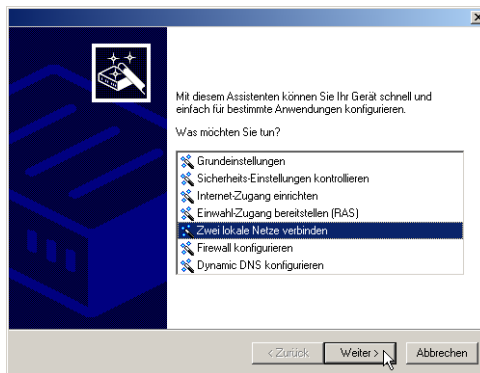 Mit diesem Assistenten können Sie Ihr Gerät schnell und
einfach für bestimmte Anwendungen konfigurieren.
Was möchten Sie tun?
Grundeinstellungen
Sicherheits-Einstellungen kontrollieren
Internet-Zugang einrichten
Einwahl-Zugang bereitstellen (RAS)
Zwei lokale Netze verbinden
Firewall konfigurieren
Dynamic DNS konfigurieren
< Zurück Weiter > Abbrechen